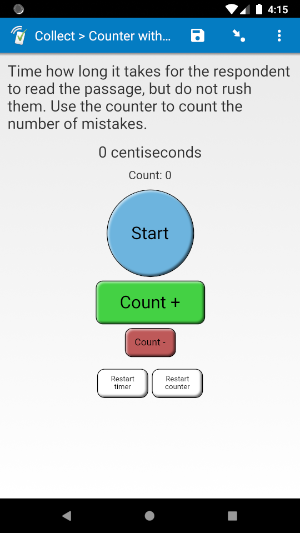 4:15
Collect > Counter with…
Time how long it takes for the respondent
to read the passage, but do not rush
them. Use the counter to count the
number of mistakes.
0 centiseconds
Count: 0
Start
Count +
Count -
Restart
timer
Restart
counter